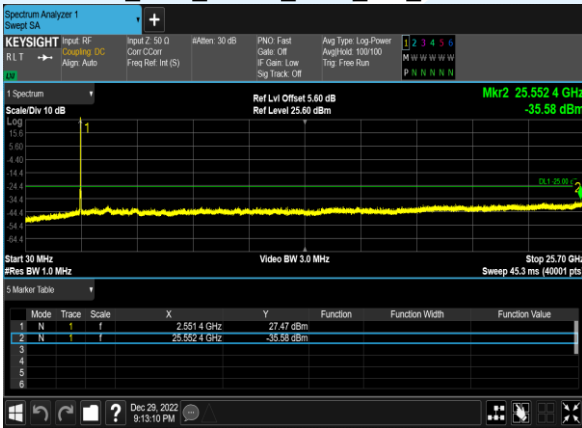 Spectrum Analyzer 1
Swept SA
+
KEYSIGHT Input: RF Input Z: 50 Ω #Atten: 30 dB PNO: Fast Avg Type: Log-Power 1 2 3 4 5 6
RLT Coupling: DC Corr CCorr Gate: Off Avg|Hold: 100/100 M W W W W W
Align: Auto Freq Ref: Int (S) IF Gain: Low Trig: Free Run
LU Sig Track: Off P N N N N N
1 Spectrum Ref Lvl Offset 5.60 dB Mkr2 25.552 4 GHz
Scale/Div 10 dB Ref Level 25.60 dBm -35.58 dBm
Log
1
15.6
5.60
-4.40
-14.4
-24.4 DL1 -25.00
2
-34.4
-44.4
-54.4
-64.4
Start 30 MHz Video BW 3.0 MHz Stop 25.70 GHz
#Res BW 1.0 MHz Sweep 45.3 ms (40001 pts)
5 Marker Table
Mode Trace Scale X Y Function Function Width Function Value
1 N 1 f 2.551 4 GHz 27.47 dBm
2 N 1 f 25.552 4 GHz -35.58 dBm
3
4
5
6
? Dec 29, 2022
9:13:10 PM